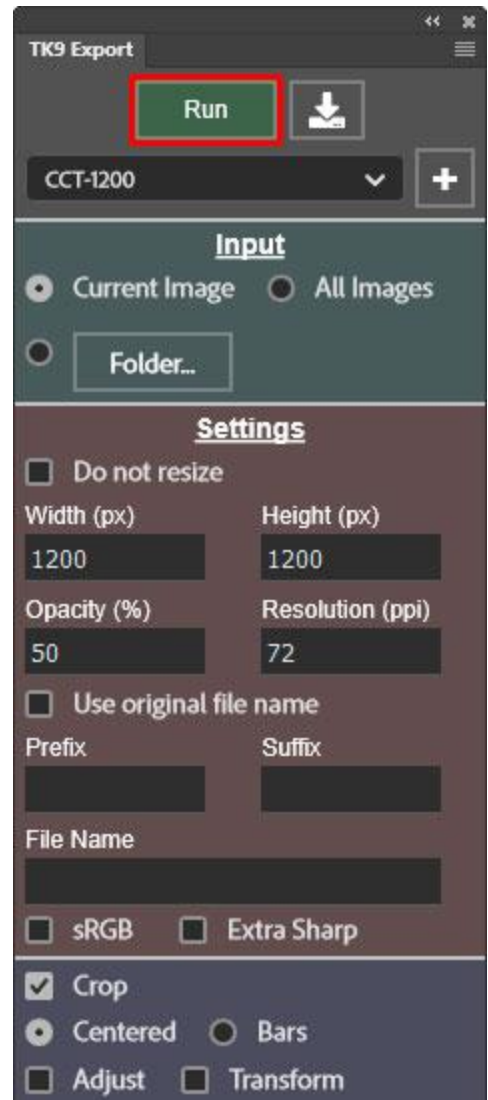 TK9 Export
Run
CCT-1200
Input
Current Image All Images
Folder...
Settings
Do not resize
Width (px) Height (px)
1200 1200
Opacity (%) Resolution (ppi)
50 72
Use original file name
Prefix Suffix
File Name
sRGB Extra Sharp
Crop
Centered Bars
Adjust Transform